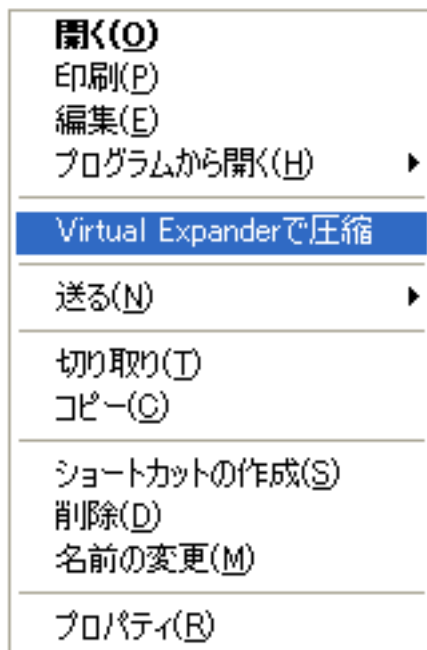 開く(O)
印刷(P)
編集(E)
プログラムから開く(H)
Virtual Expanderで圧縮
送る(N)
切り取り(T)
コピー(C)
ショートカットの作成(S)
削除(D)
名前の変更(M)
プロパティ(R)